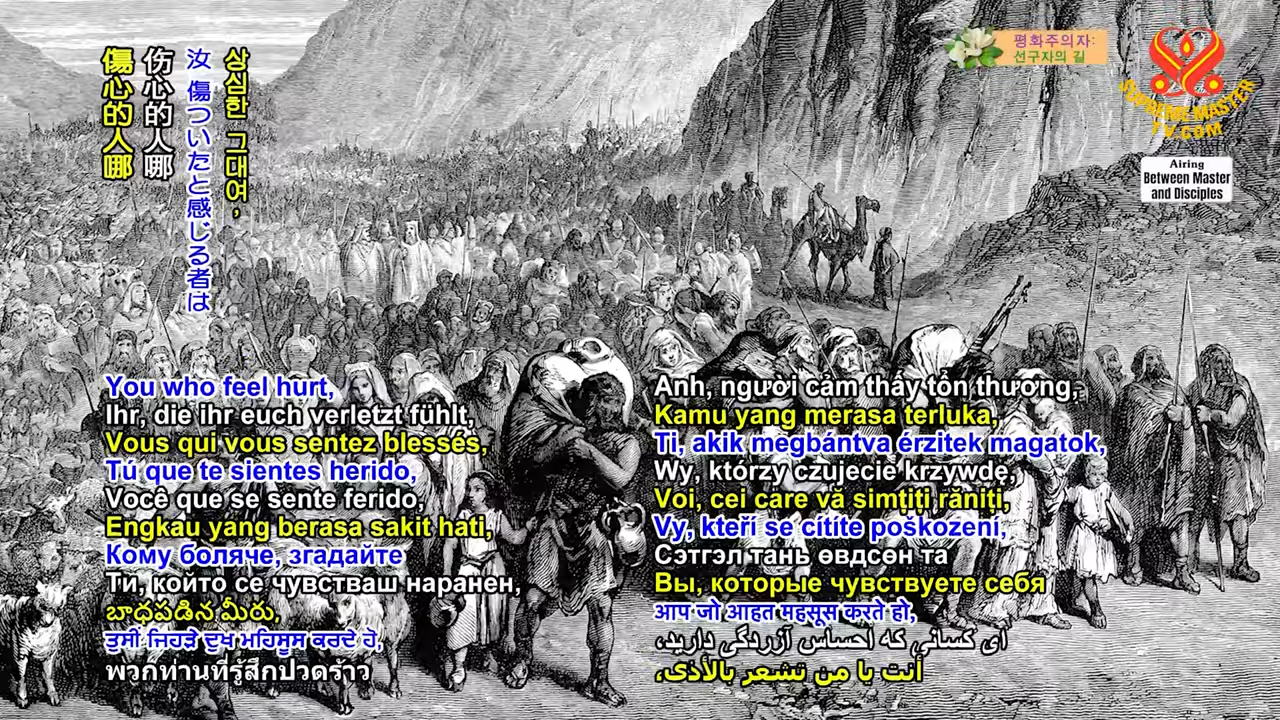 傷心的人哪
伤心的人哪
汝 傷ついたと感じる者は
상심한 그대여,
평화주의자:
선구자의 길
SUPREME MASTER
TV.COM
Airing
Between Master
and Disciples
You who feel hurt,
Ihr, die ihr euch verletzt fühlt,
Vous qui vous sentez blessés,
Tú que te sientes herido,
Você que se sente ferido,
Engkau yang berasa sakit hati,
Кому боляче, згадайте
Ти, който се чувстваш наранен,
బాధపడిన మీరు,
ਤੁਸੀਂ ਜਿਹੜੇ ਦੁਖ ਮਹਿਸੂਸ ਕਰਦੇ ਹੋ,
พวกท่านที่รู้สึกปวดร้าว
Anh, người cảm thấy tổn thương,
Kamu yang merasa terluka,
Ti, akik megbántva érzitek magatok,
Wy, którzy czujecie krzywdę,
Voi, cei care vă simțiți răniți,
Vy, kteří se cítíte poškození,
Сэтгэл тань өвдсөн та
Вы, которые чувствуете себя
आप जो आहत महसूस करते हो,
ای کسانی که احساس آزردگی دارید،
أنت يا من تشعر بالأذى،